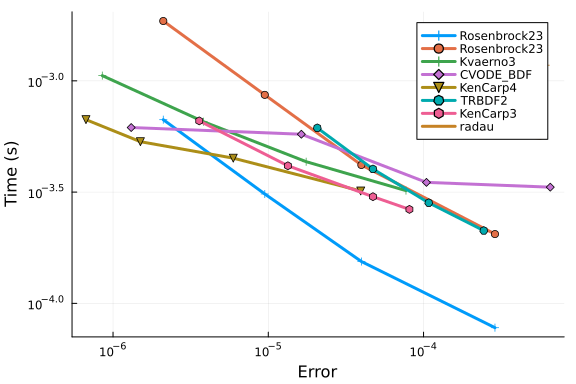 Rosenbrock23
Rosenbrock23
Kvaerno3
CVODE_BDF
KenCarp4
TRBDF2
KenCarp3
radau
10^−3.0
10^−3.5
10^−4.0
Time (s)
10^−6
10^−5
10^−4
Error